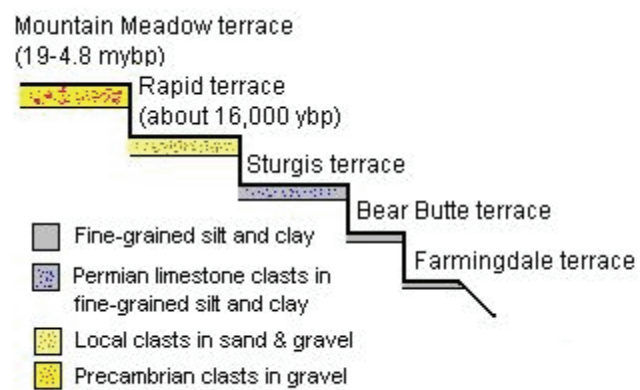 Mountain Meadow terrace
(19-4.8 mybp)
Rapid terrace
(about 16,000 ybp)
Sturgis terrace
Bear Butte terrace
Farmingdale terrace
Fine-grained silt and clay
Permian limestone clasts in
fine-grained silt and clay
Local clasts in sand & gravel
Precambrian clasts in gravel